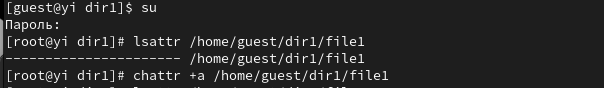 [guest@yi dir1]$ su
Пароль:
[root@yi dir1]# lsattr /home/guest/dir1/file1
---------------------- /home/guest/dir1/file1
[root@yi dir1]# chattr +a /home/guest/dir1/file1